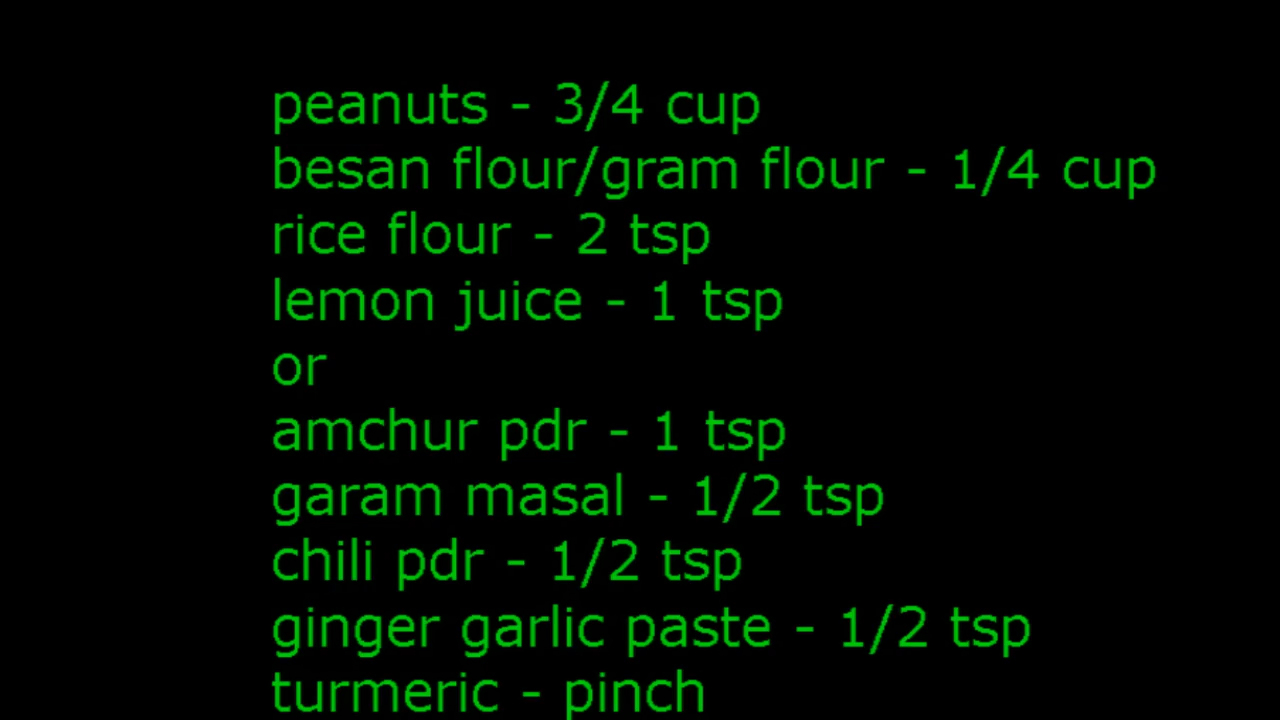 peanuts - 3/4 cup
besan flour/gram flour - 1/4 cup
rice flour - 2 tsp
lemon juice - 1 tsp
or
amchur pdr - 1 tsp
garam masal - 1/2 tsp
chili pdr - 1/2 tsp
ginger garlic paste - 1/2 tsp
turmeric - pinch